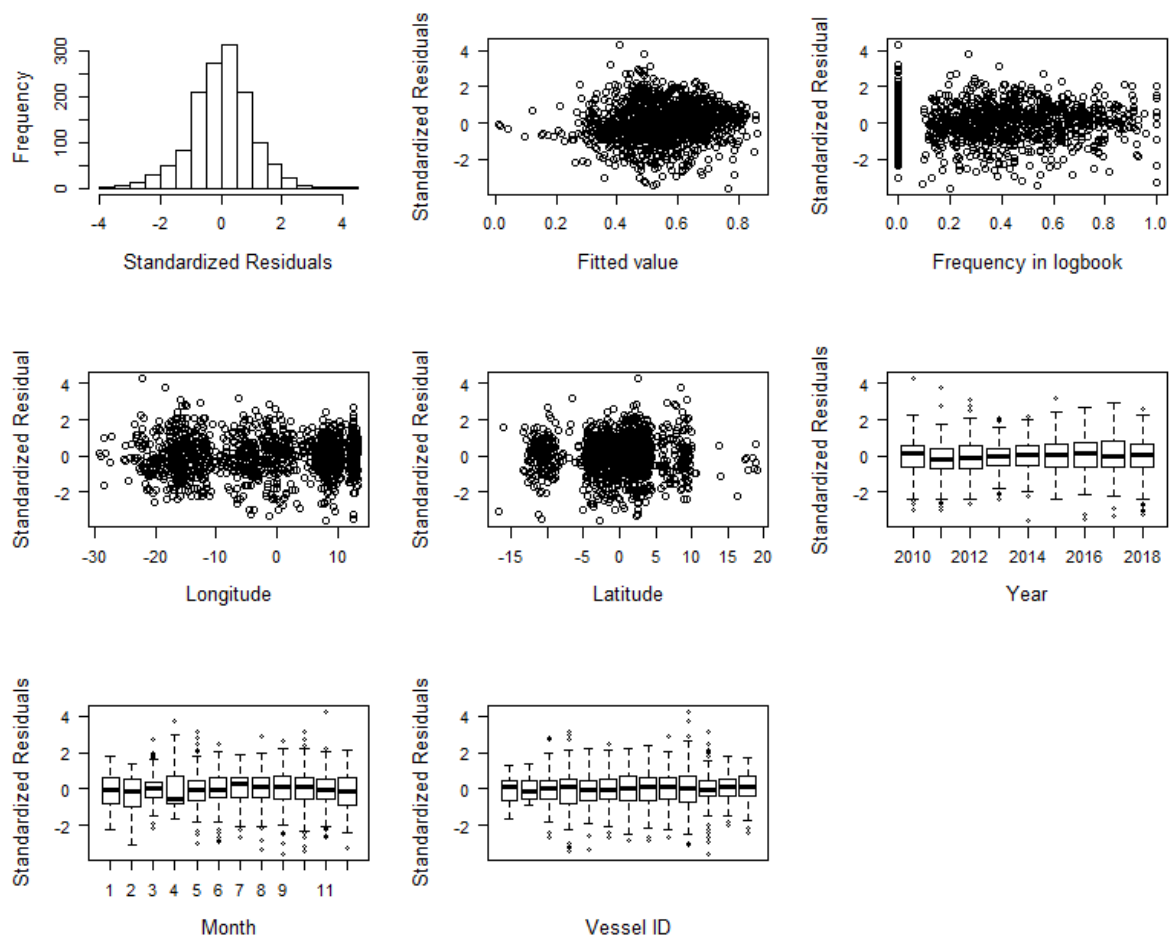 Frequency
0 100 200 300
-4 -2 0 2 4
Standardized Residuals
Standardized Residuals
-2 0 2 4
0.0 0.2 0.4 0.6 0.8
Fitted value
Standardized Residual
-2 0 2 4
0.0 0.2 0.4 0.6 0.8 1.0
Frequency in logbook
Standardized Residual
-2 0 2 4
-30 -20 -10 0 10
Longitude
Standardized Residual
-2 0 2 4
-15 -5 0 5 10 15 20
Latitude
Standardized Residuals
-2 0 2 4
2010 2012 2014 2016 2018
Year
Standardized Residuals
-2 0 2 4
1 2 3 4 5 6 7 8 9 11
Month
Standardized Residuals
-2 0 2 4
Vessel ID